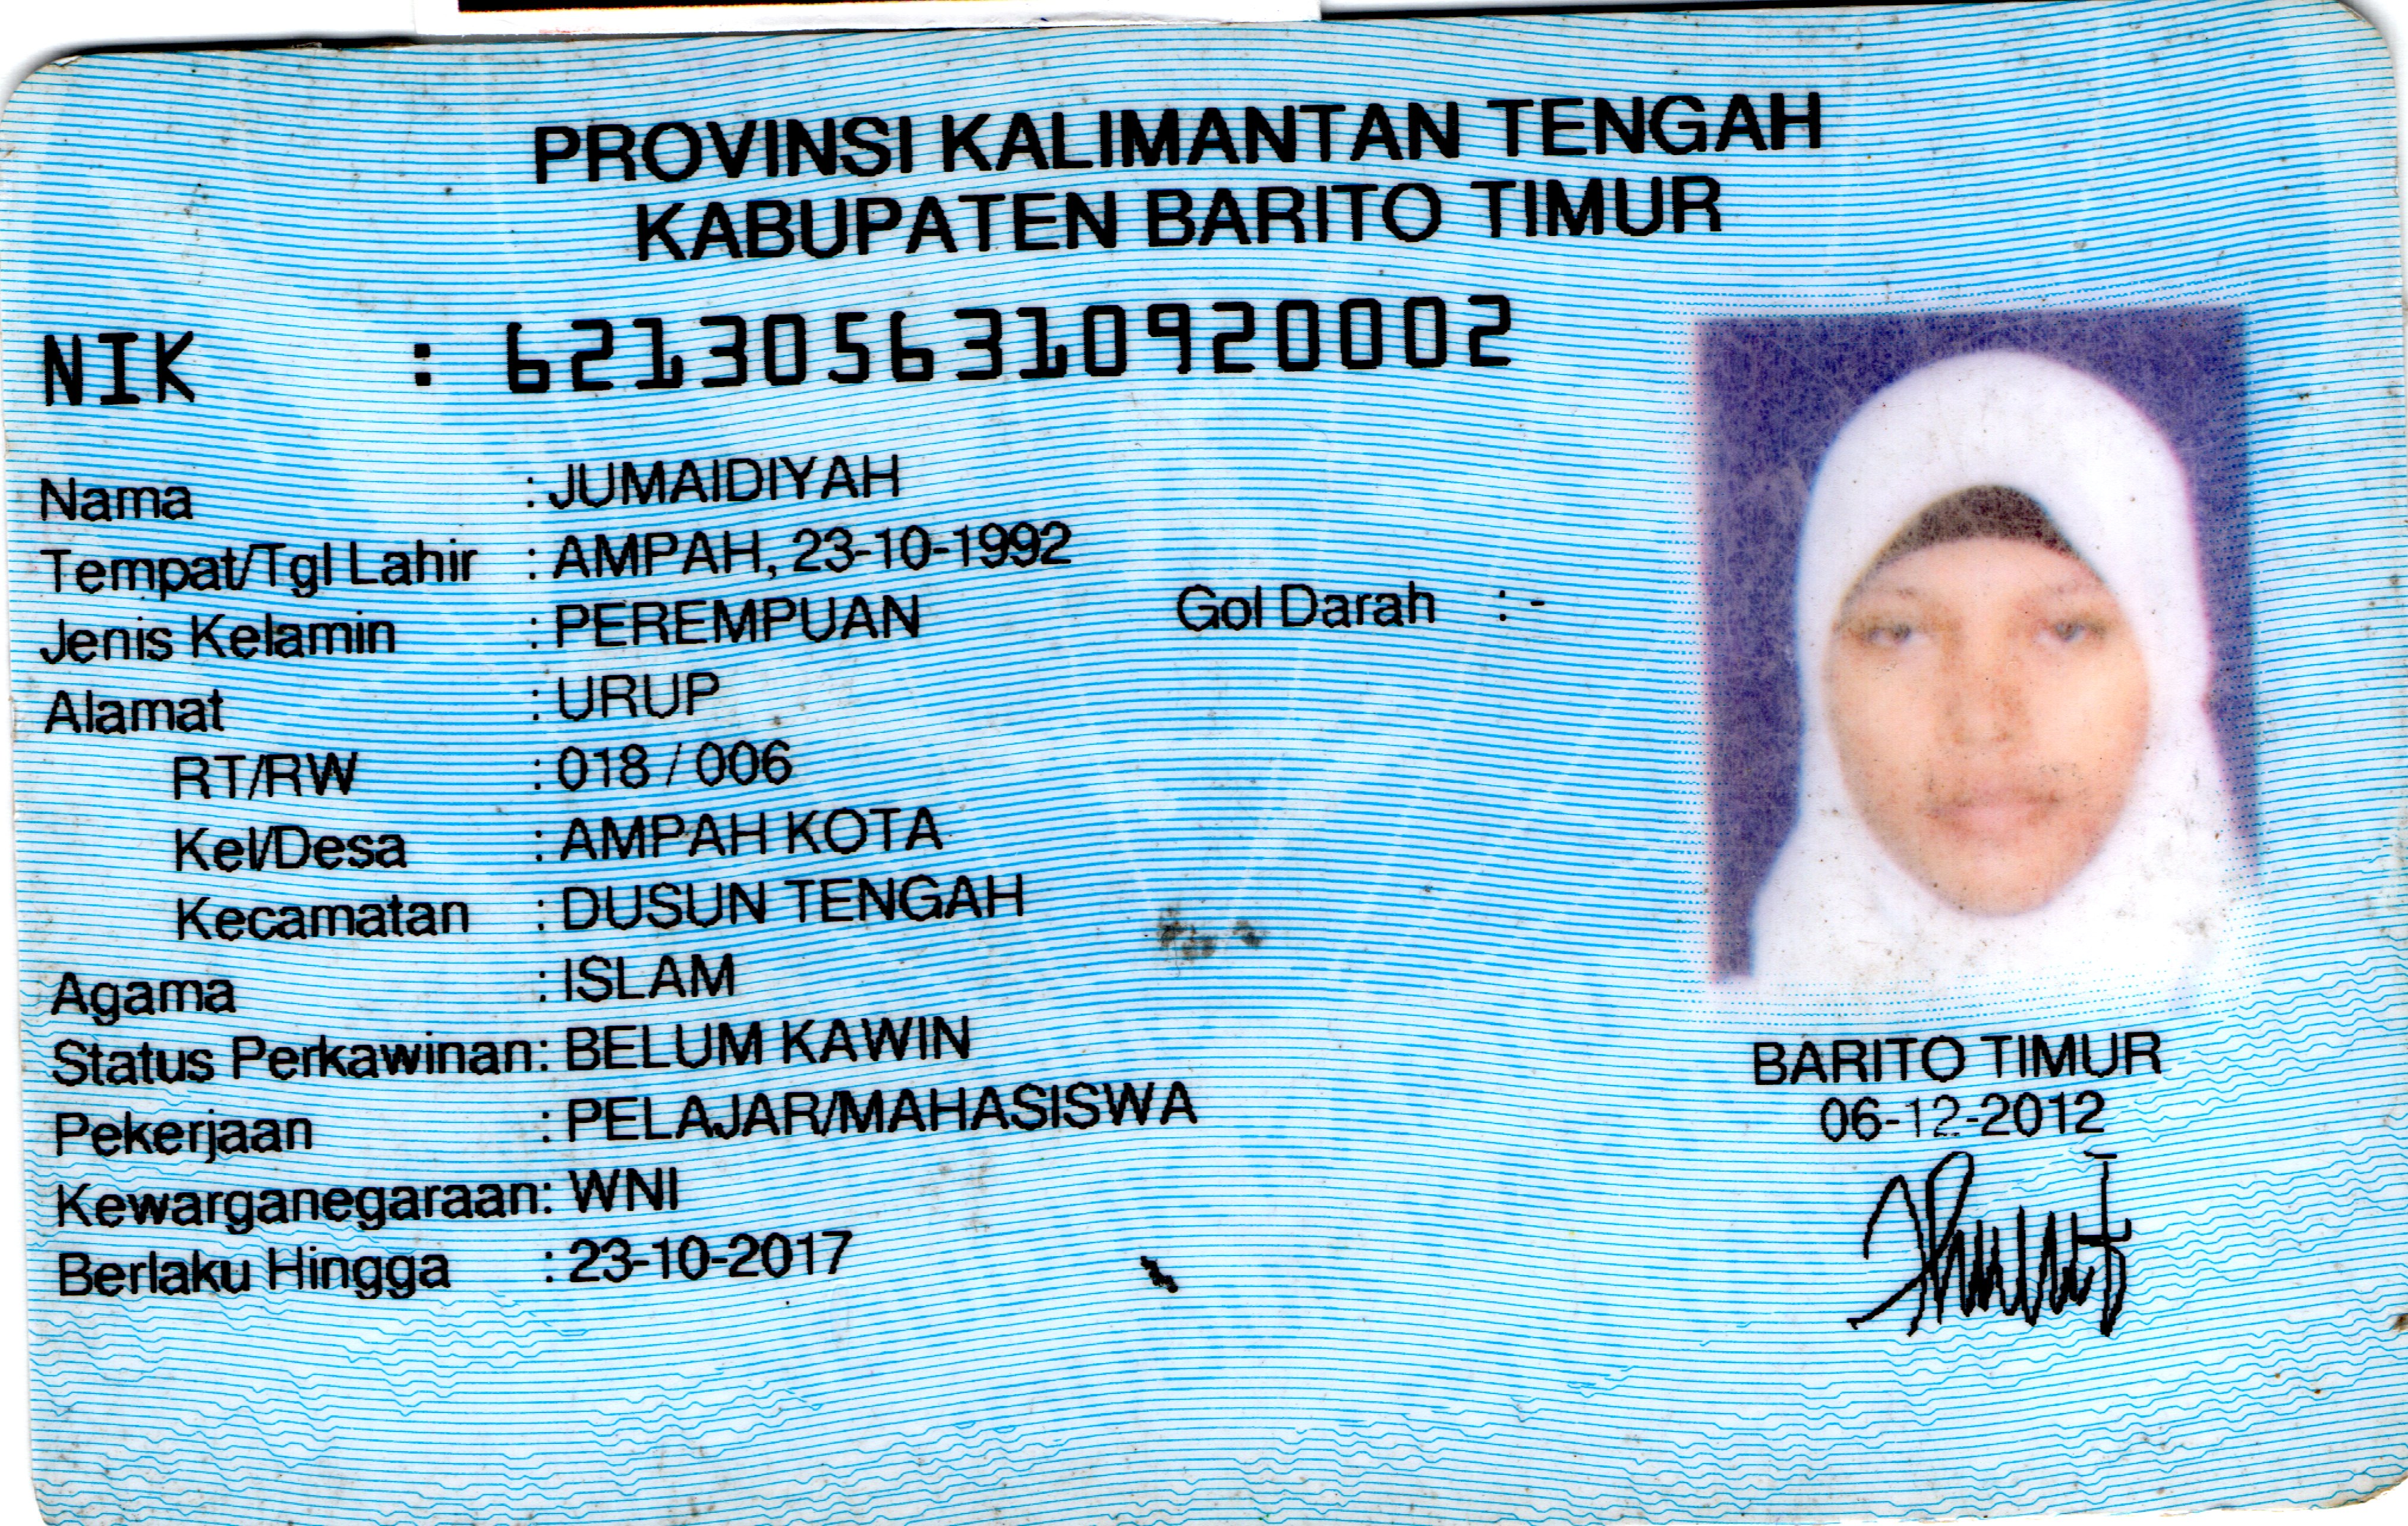 PROVINSI KALIMANTAN TENGAH
KABUPATEN BARITO TIMUR
NIK : 6213056310920002
Nama : JUMAIDIYAH
Tempat/Tgl Lahir : AMPAH, 23-10-1992
Jenis Kelamin : PEREMPUAN Gol Darah : -
Alamat : URUP
RT/RW : 018 / 006
Kel/Desa : AMPAH KOTA
Kecamatan : DUSUN TENGAH
Agama : ISLAM
Status Perkawinan: BELUM KAWIN
Pekerjaan : PELAJAR/MAHASISWA
Kewarganegaraan: WNI
Berlaku Hingga : 23-10-2017
BARITO TIMUR
06-12-2012